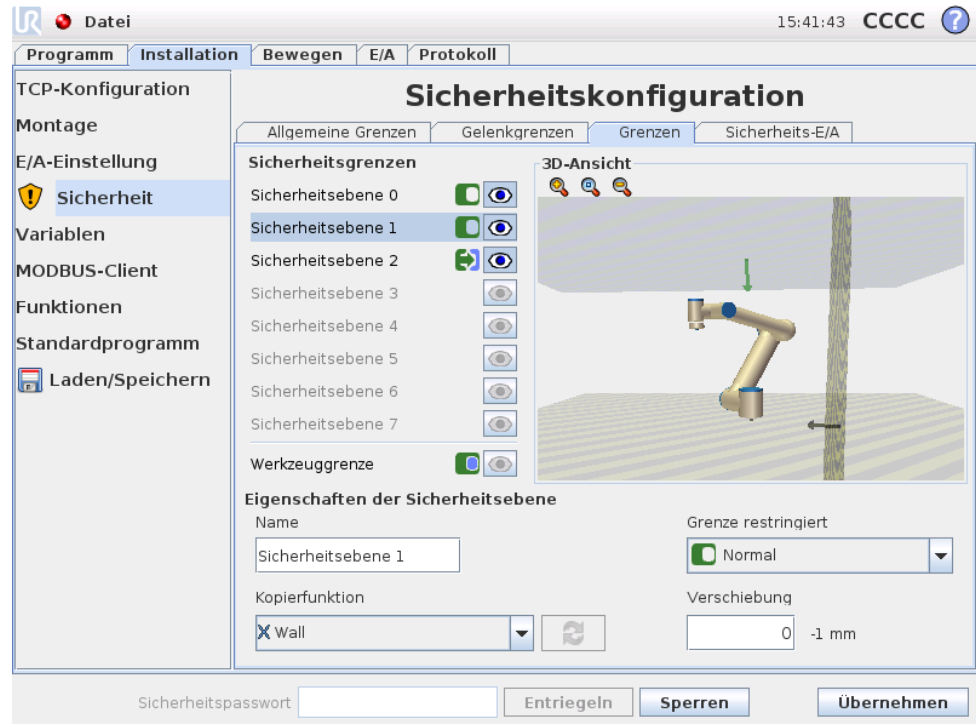 UR Datei 15:41:43 CCCC ?
Programm Installation Bewegen E/A Protokoll
TCP-Konfiguration
Montage
E/A-Einstellung
Sicherheit
Variablen
MODBUS-Client
Funktionen
Standardprogramm
Laden/Speichern
Sicherheitskonfiguration
Allgemeine Grenzen Gelenkgrenzen Grenzen Sicherheits-E/A
Sicherheitsgrenzen
Sicherheitsebene 0
Sicherheitsebene 1
Sicherheitsebene 2
Sicherheitsebene 3
Sicherheitsebene 4
Sicherheitsebene 5
Sicherheitsebene 6
Sicherheitsebene 7
Werkzeuggrenze
3D-Ansicht
Eigenschaften der Sicherheitsebene
Name
Sicherheitsebene 1
Grenze restringiert
Normal
Kopierfunktion
Wall
Verschiebung
0 -1 mm
Sicherheitspasswort Entriegeln Sperren Übernehmen